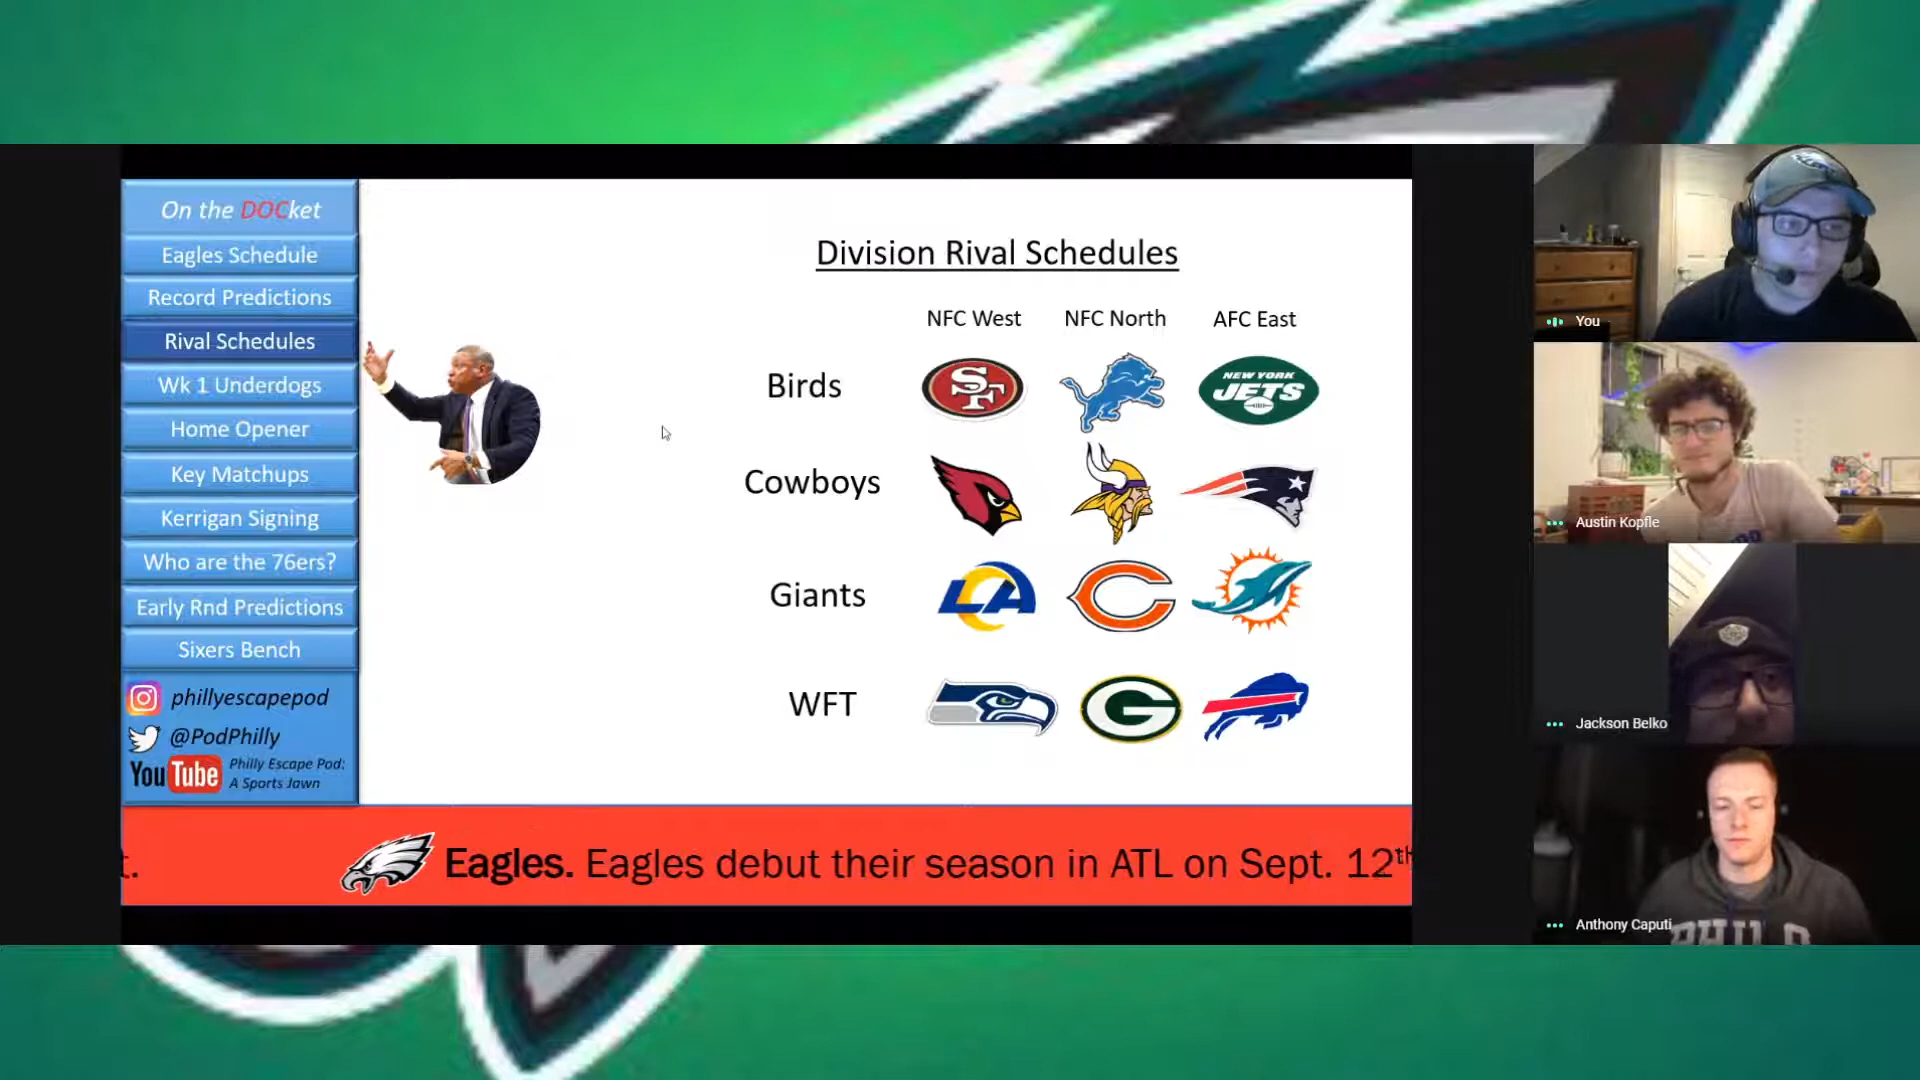 On the DOCket
Eagles Schedule
Record Predictions
Rival Schedules
Wk 1 Underdogs
Home Opener
Key Matchups
Kerrigan Signing
Who are the 76ers?
Early Rnd Predictions
Sixers Bench
phillyescapepod
@PodPhilly
YouTube Philly Escape Pod:
A Sports Jawn
Division Rival Schedules
NFC West NFC North AFC East
Birds
SF
NEW YORK
JETS
Cowboys
Giants
LA
C
WFT
G
t. Eagles. Eagles debut their season in ATL on Sept. 12th
You
Austin Kopfle
Jackson Belko
Anthony Caputi
PHILA